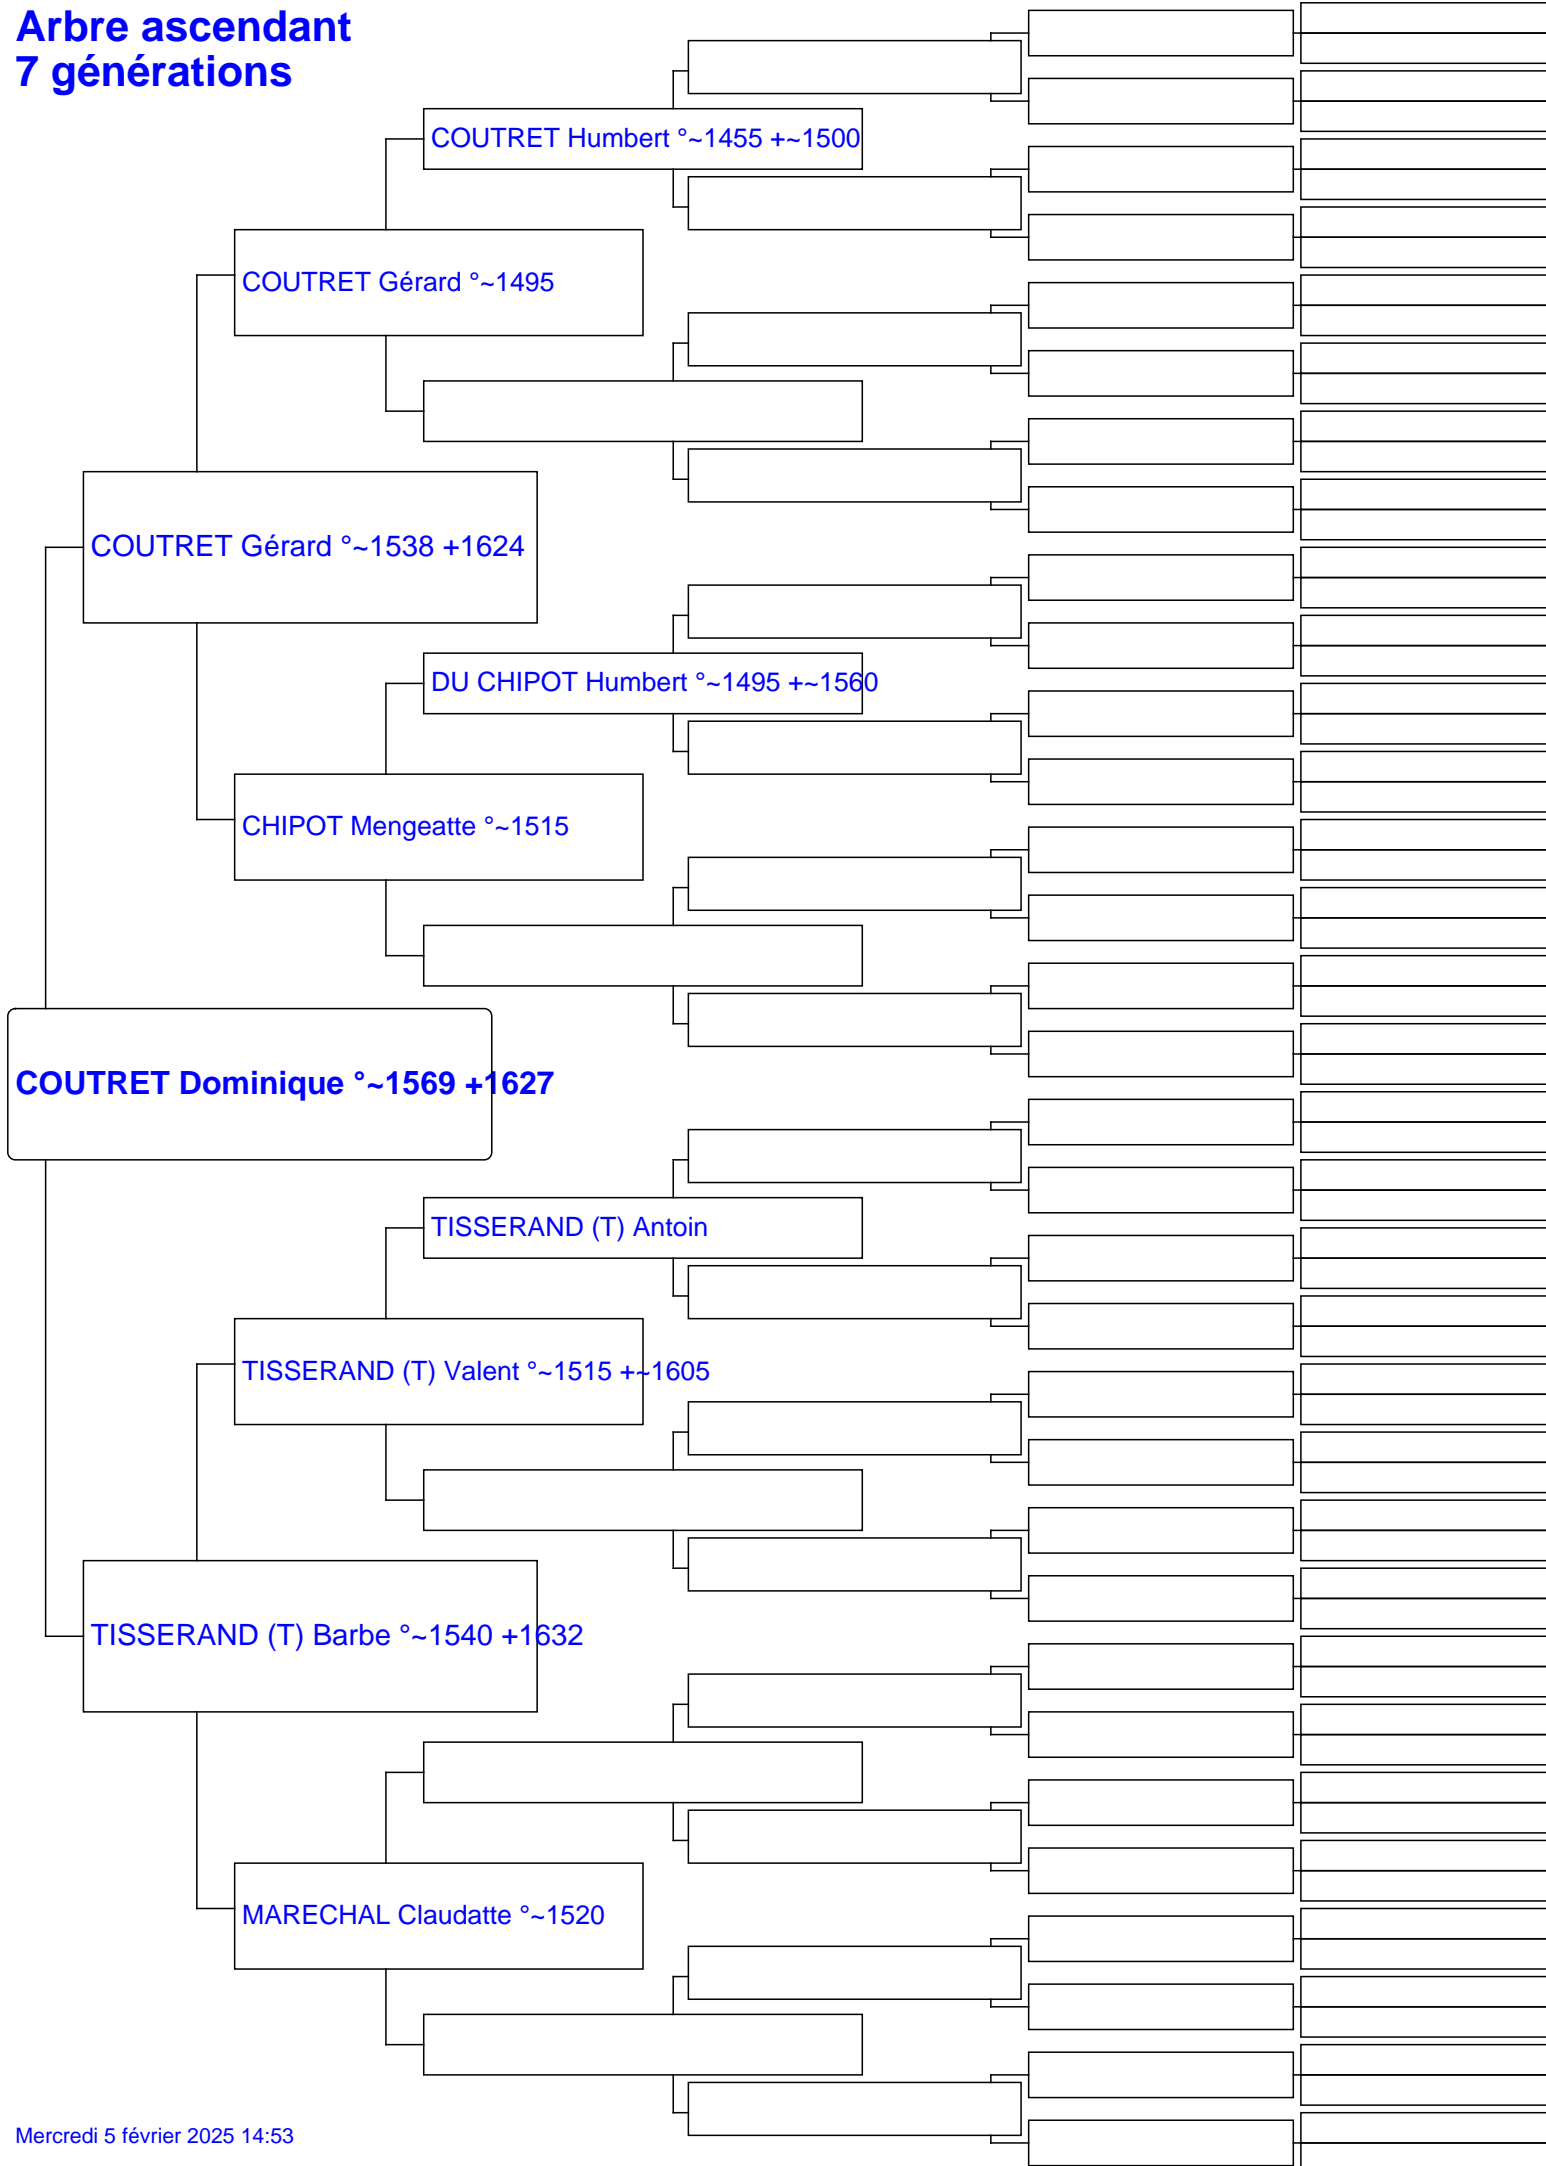 Arbre ascendant
7 générations
COUTRET Humbert °~1455 +~1500
COUTRET Gérard °~1495
COUTRET Gérard °~1538 +1624
DU CHIPOT Humbert °~1495 +~1560
CHIPOT Mengeatte °~1515
COUTRET Dominique °~1569 +1627
TISSERAND (T) Antoin
TISSERAND (T) Valent °~1515 +~1605
TISSERAND (T) Barbe °~1540 +1632
MARECHAL Claudatte °~1520
Mercredi 5 février 2025 14:53